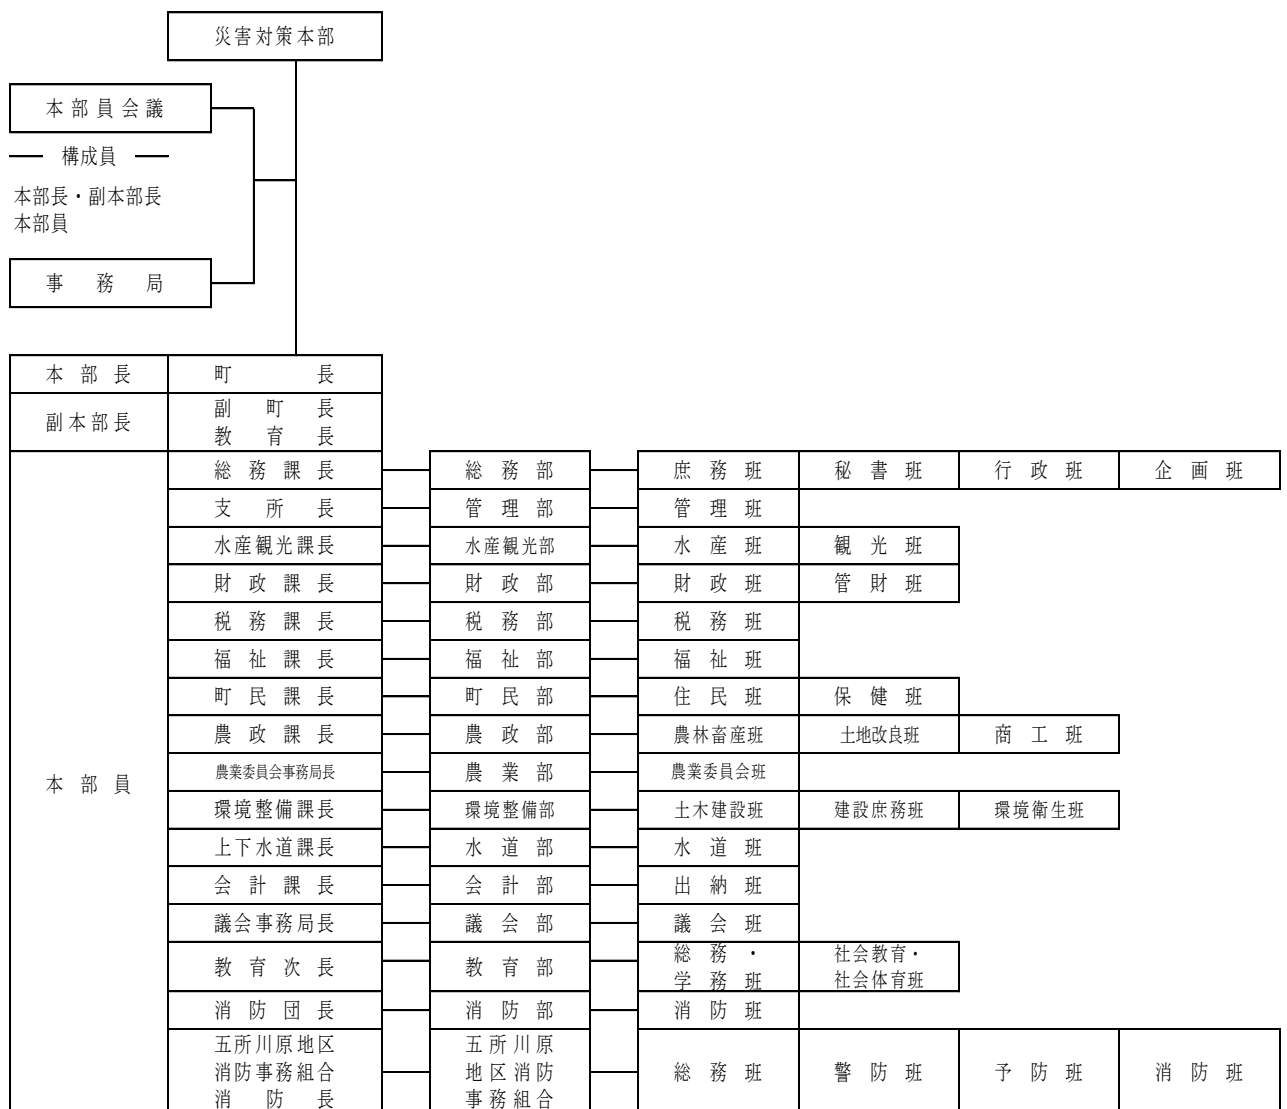 災害対策本部
本部員会議
構成員
本部長・副本部長
本部員
事務局
本部長 町長
副本部長 副町長
教育長
本部員
総務課長 総務部 庶務班 秘書班 行政班 企画班
支所長 管理部 管理班
水産観光課長 水産観光部 水産班 観光班
財政課長 財政部 財政班 管財班
税務課長 税務部 税務班
福祉課長 福祉部 福祉班
町民課長 町民部 住民班 保健班
農政課長 農政部 農林畜産班 土地改良班 商工班
農業委員会事務局長 農業部 農業委員会班
環境整備課長 環境整備部 土木建設班 建設庶務班 環境衛生班
上下水道課長 水道部 水道班
会計課長 会計部 出納班
議会事務局長 議会部 議会班
教育次長 教育部 総務・
学務班 社会教育・
社会体育班
消防団長 消防部 消防班
五所川原地区
消防事務組合
消防長
五所川原
地区消防
事務組合
総務班 警防班 予防班 消防班